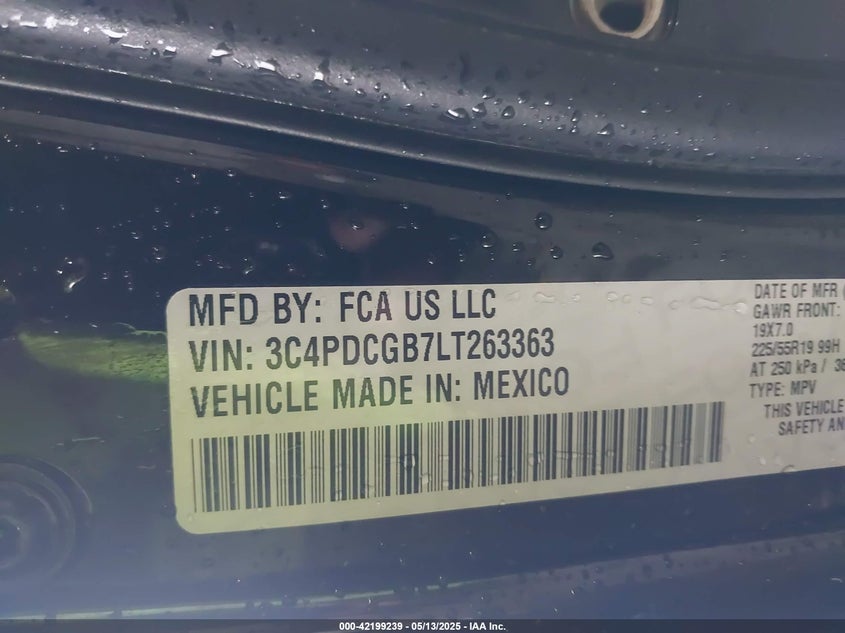 MFD BY: FCA US LLC
VIN: 3C4PDCGB7LT263363
VEHICLE MADE IN: MEXICO
DATE OF MFR
GAWR FRONT:
19X7.0
225/55R19 99H
AT 250 kPa /
TYPE: MPV
THIS VEHICLE
SAFETY
000-42199239 -- 05/13/2025 -- IAA Inc.